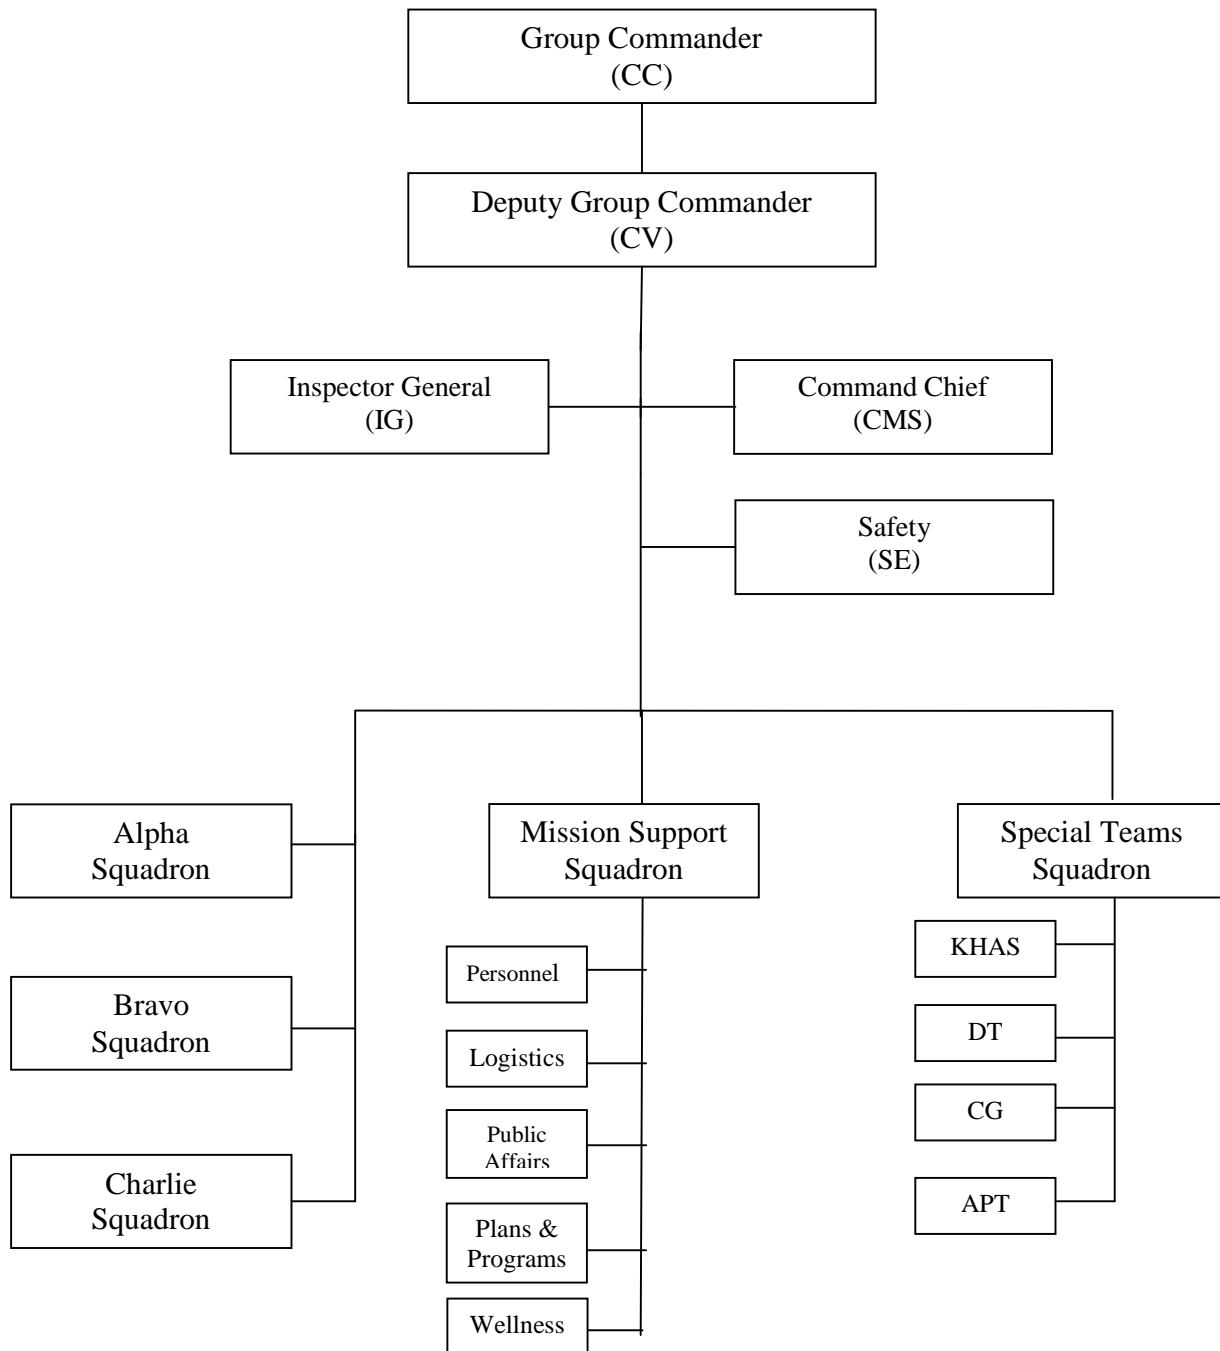 Group Commander
(CC)
Deputy Group Commander
(CV)
Inspector General
(IG)
Command Chief
(CMS)
Safety
(SE)
Alpha
Squadron
Bravo
Squadron
Charlie
Squadron
Mission Support
Squadron
Personnel
Logistics
Public
Affairs
Plans &
Programs
Wellness
Special Teams
Squadron
KHAS
DT
CG
APT